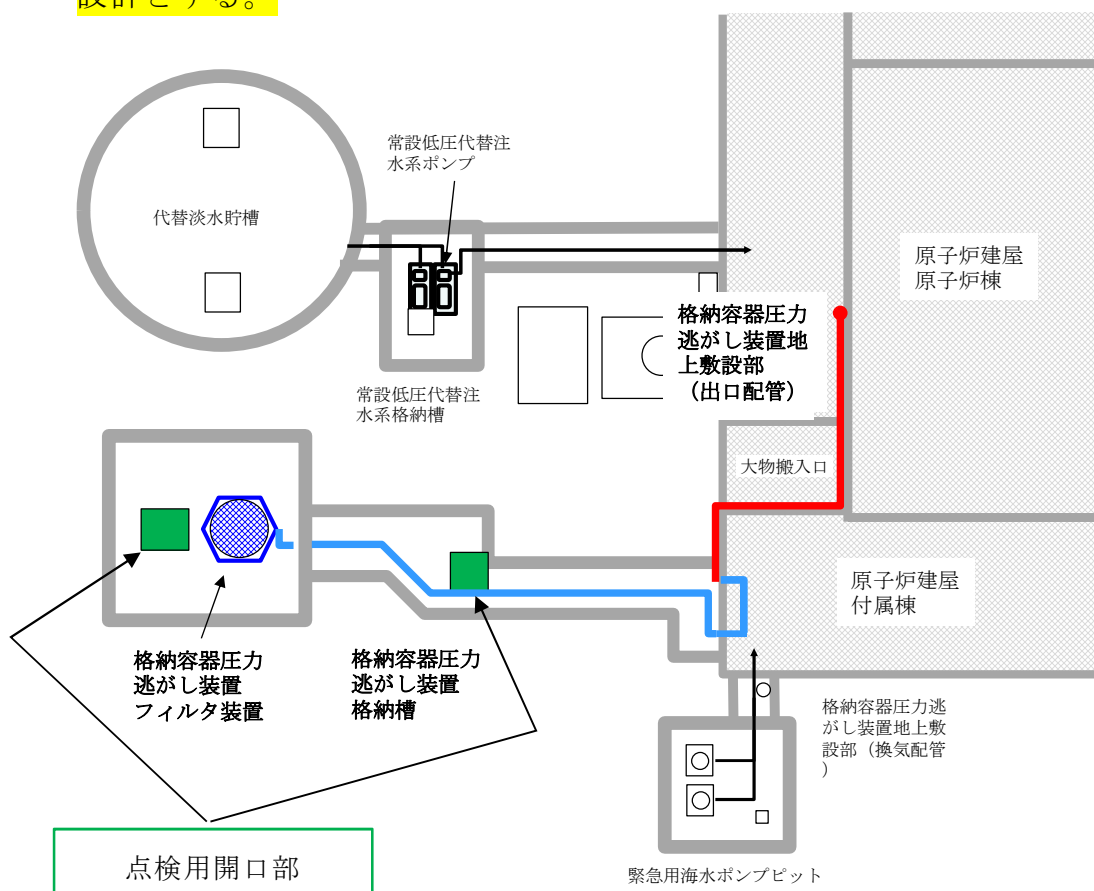 設計とする。
常設低圧代替注
水系ポンプ
代替淡水貯槽
原子炉建屋
原子炉棟
格納容器圧力
逃がし装置地
上敷設部
（出口配管）
常設低圧代替注
水系格納槽
大物搬入口
原子炉建屋
付属棟
格納容器圧力
逃がし装置
フィルタ装置
格納容器圧力
逃がし装置
格納槽
格納容器圧力逃
がし装置地上敷
設部（換気配管
）
点検用開口部
緊急用海水ポンプピット